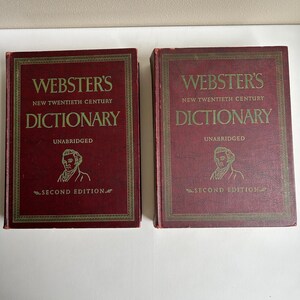 WEBSTER'S
NEW TWENTIETH CENTURY
DICTIONARY
UNABRIDGED
SECOND EDITION
WEBSTER'S
NEW TWENTIETH CENTURY
DICTIONARY
UNABRIDGED
SECOND EDITION